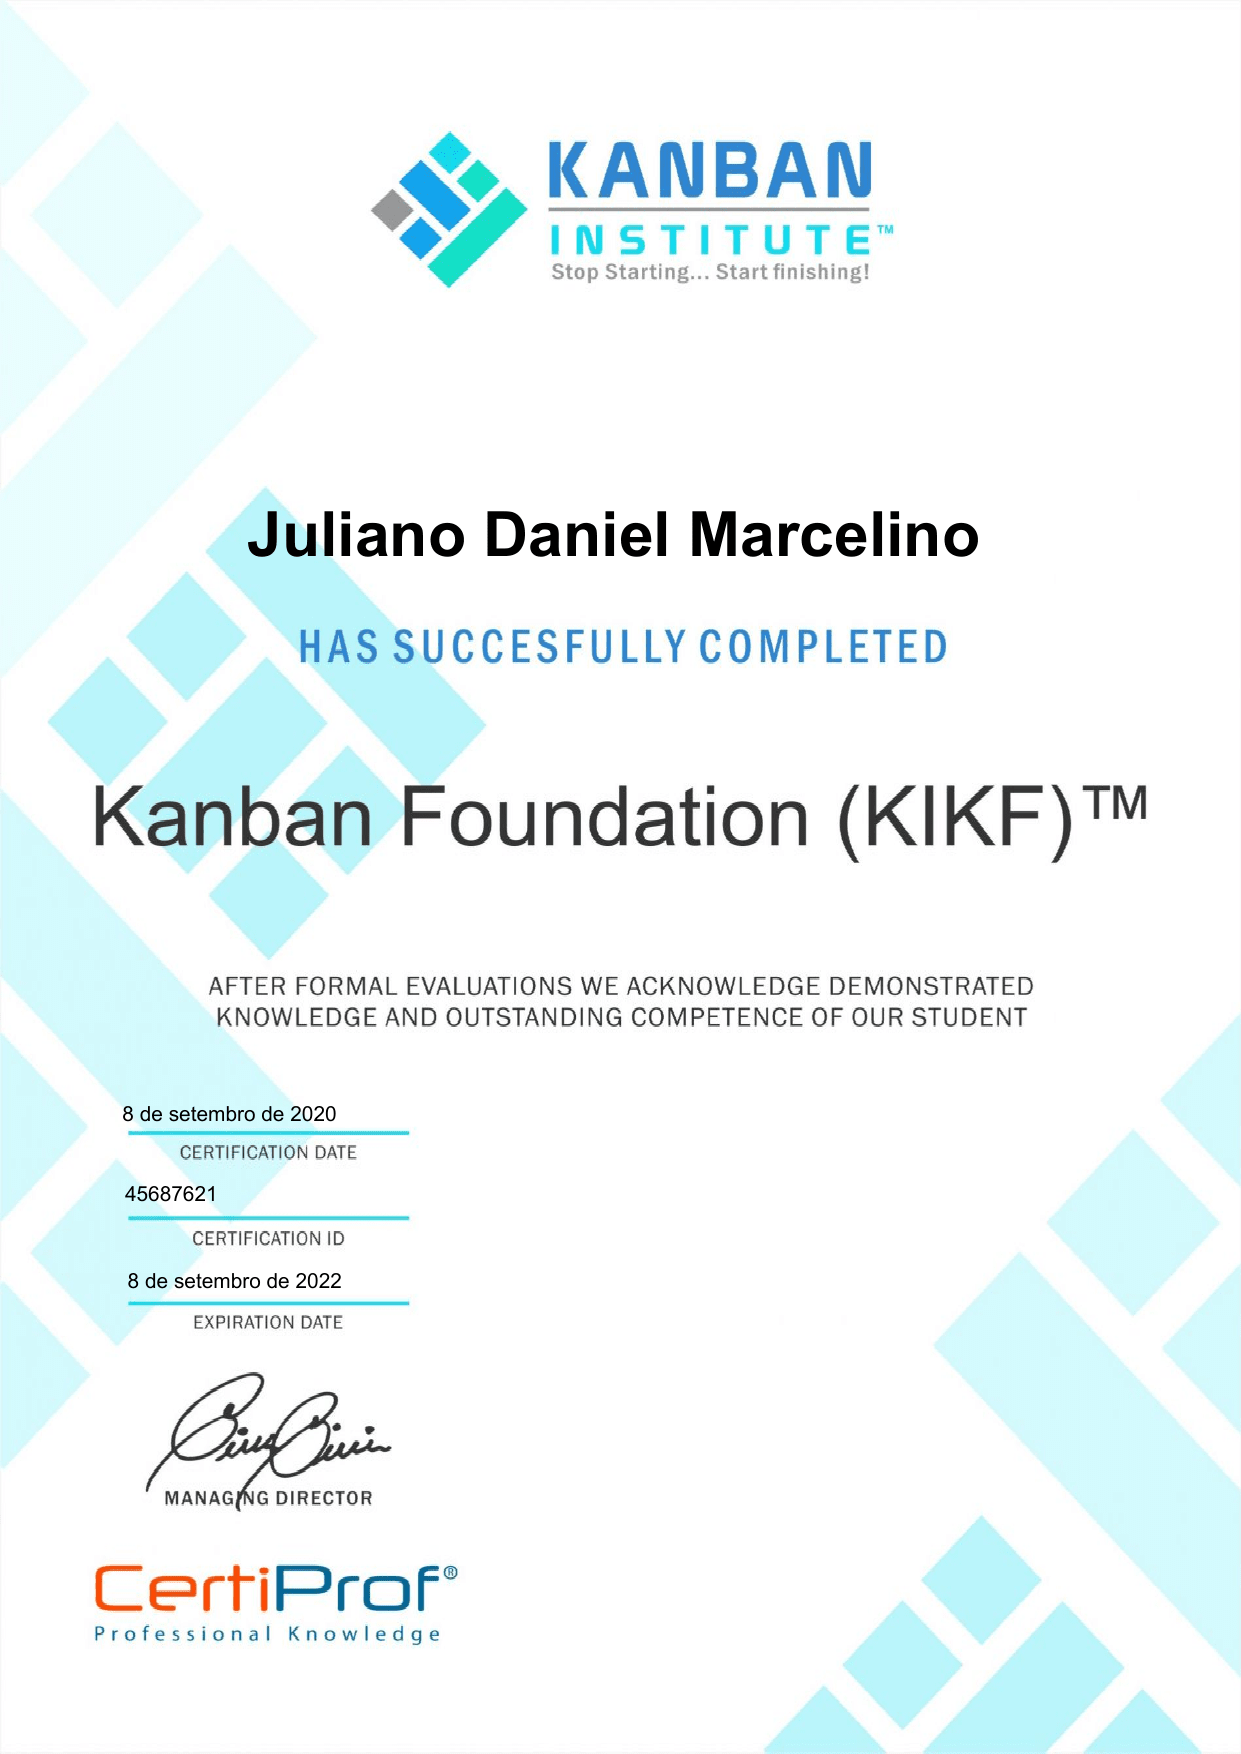 KANBAN
INSTITUTE™
Stop Starting... Start finishing!
Juliano Daniel Marcelino
HAS SUCCESFULLY COMPLETED
Kanban Foundation (KIKF)™
AFTER FORMAL EVALUATIONS WE ACKNOWLEDGE DEMONSTRATED
KNOWLEDGE AND OUTSTANDING COMPETENCE OF OUR STUDENT
8 de setembro de 2020
CERTIFICATION DATE
45687621
CERTIFICATION ID
8 de setembro de 2022
EXPIRATION DATE
MANAGING DIRECTOR
CertiProf®
Professional Knowledge